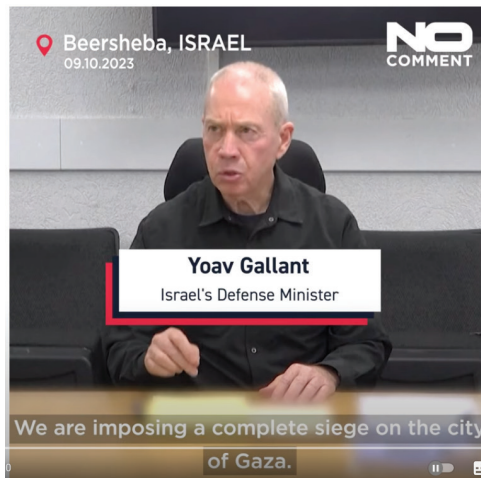 Beersheba, ISRAEL
09.10.2023
NO
COMMENT
Yoav Gallant
Israel's Defense Minister
We are imposing a complete siege on the city
of Gaza.
0